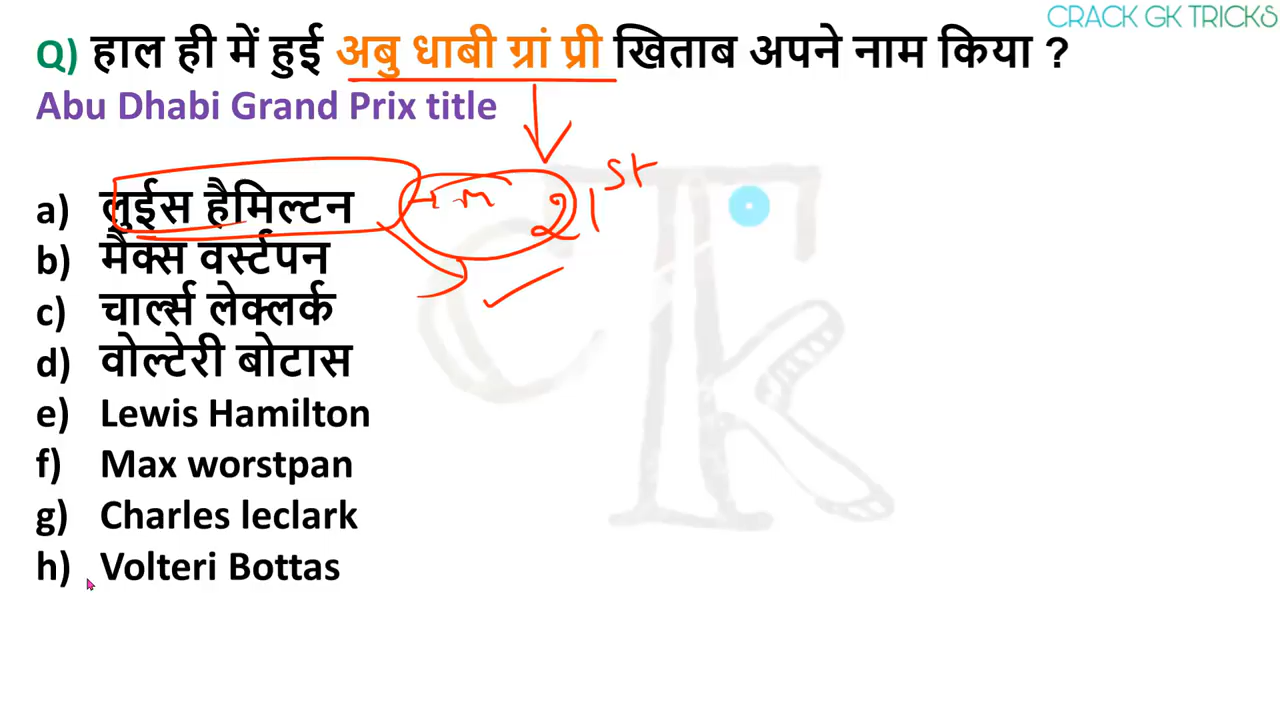 CRACK GK TRICKS
Q) हाल ही में हुई अबु धाबी ग्रां प्री खिताब अपने नाम किया ?
Abu Dhabi Grand Prix title
a) लुईस हैमिल्टन
b) मैक्स वर्स्टपन
c) चार्ल्स लेक्लर्क
d) वोल्टेरी बोटास
e) Lewis Hamilton
f) Max worstpan
g) Charles leclark
h) Volteri Bottas
21st